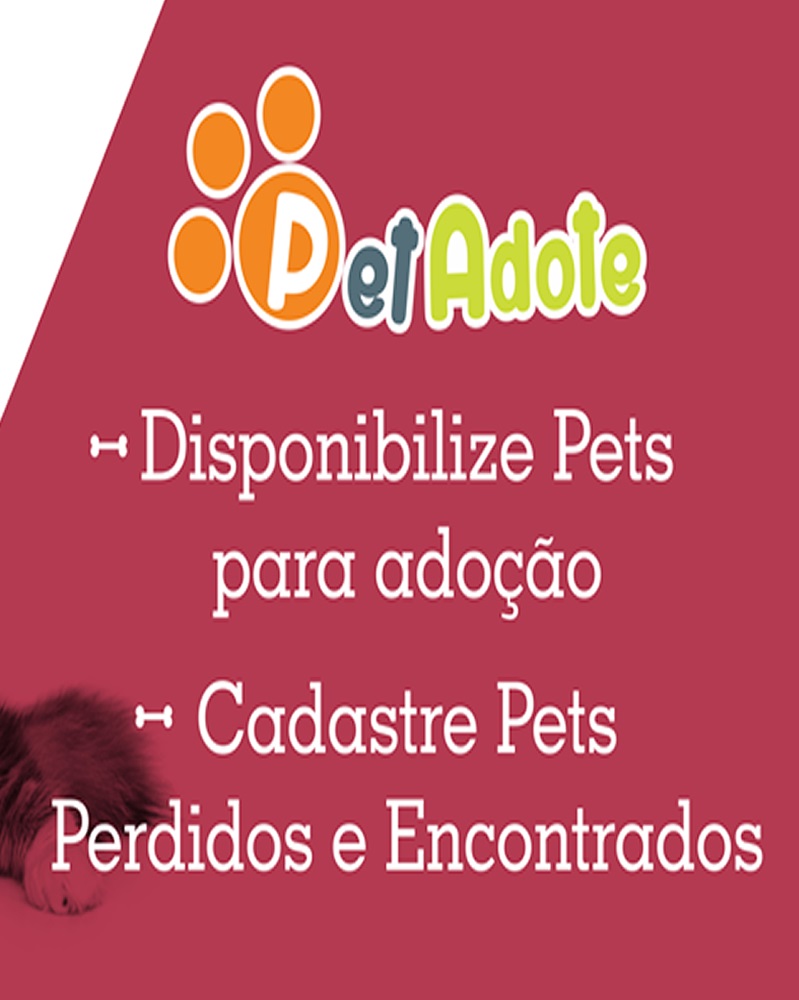 PetAdote
Disponibilize Pets
para adoção
Cadastre Pets
Perdidos e Encontrados